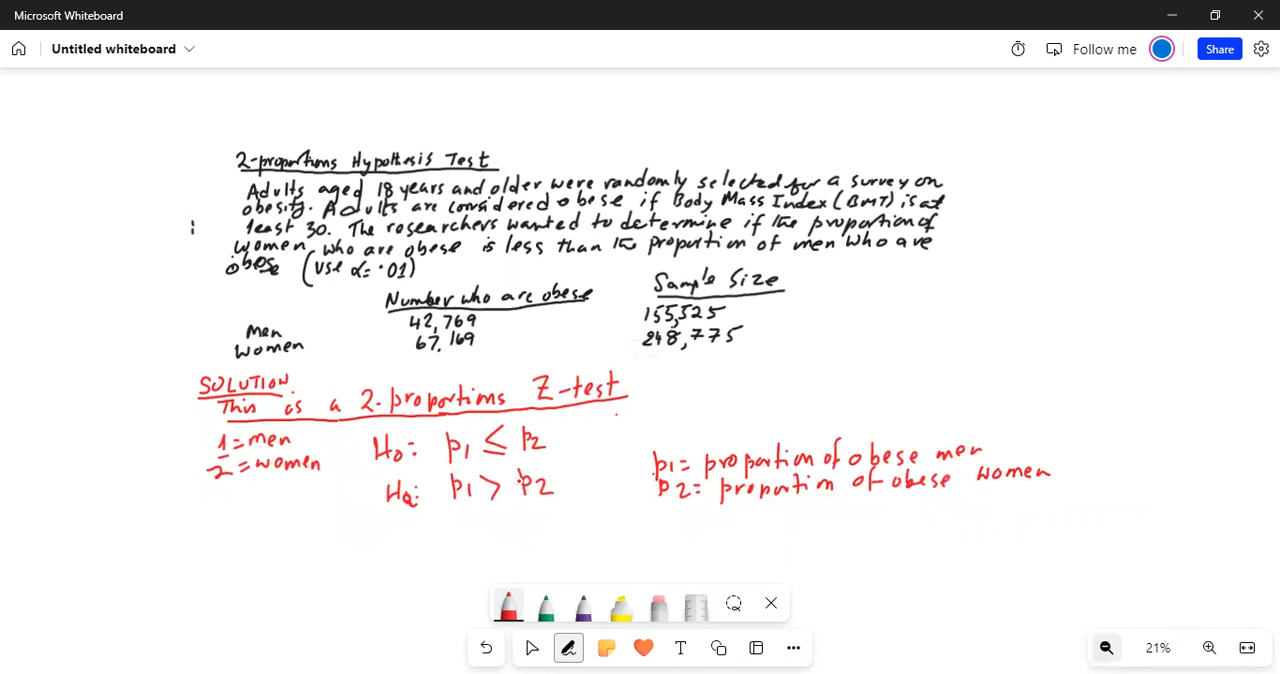 Microsoft Whiteboard
Untitled whiteboard
Follow me
Share
2-proportions Hypothesis Test
Adults aged 18 years and older were randomly selected for a survey on
obesity. Adults are considered obese if Body Mass Index (BMI) is at
least 30. The researchers wanted to determine if the proportion of
women who are obese is less than the proportion of men who are
obese (use α= .01)
Number who are obese Sample Size
Men 42,769 155,525
Women 67,169 248,775
SOLUTION
This is a 2-proportions Z-test
1 = men
2 = women
H0: p1 ≤ p2
Ha: p1 > p2
p1 = proportion of obese men
p2 = proportion of obese women
21%